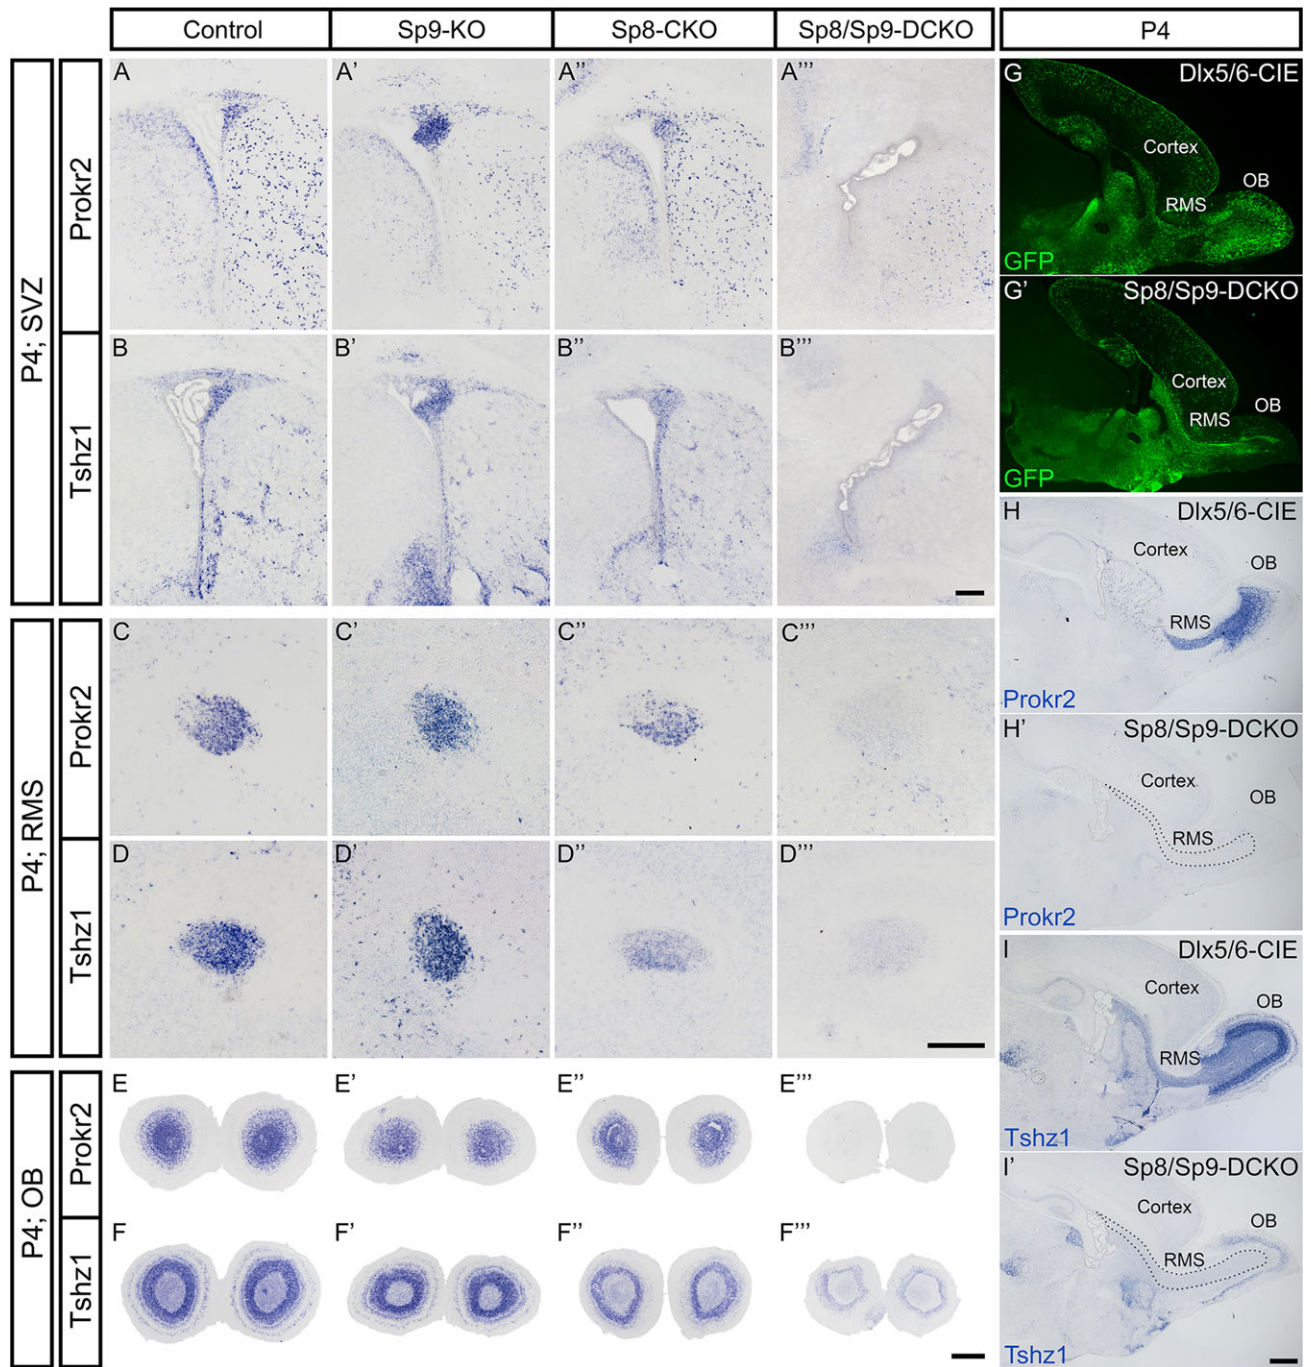 Control Sp9-KO Sp8-CKO Sp8/Sp9-DCKO P4
P4; SVZ
Prokr2
A A' A'' A'''
Tshz1
B B' B'' B'''
P4; RMS
Prokr2
C C' C'' C'''
Tshz1
D D' D'' D'''
P4; OB
Prokr2
E E' E'' E'''
Tshz1
F F' F'' F'''
G Dlx5/6-CIE
Cortex
OB
RMS
GFP
G' Sp8/Sp9-DCKO
Cortex
OB
RMS
GFP
H Dlx5/6-CIE
Cortex
OB
RMS
Prokr2
H' Sp8/Sp9-DCKO
Cortex
OB
RMS
Prokr2
I Dlx5/6-CIE
Cortex
OB
RMS
Tshz1
I' Sp8/Sp9-DCKO
Cortex
OB
RMS
Tshz1